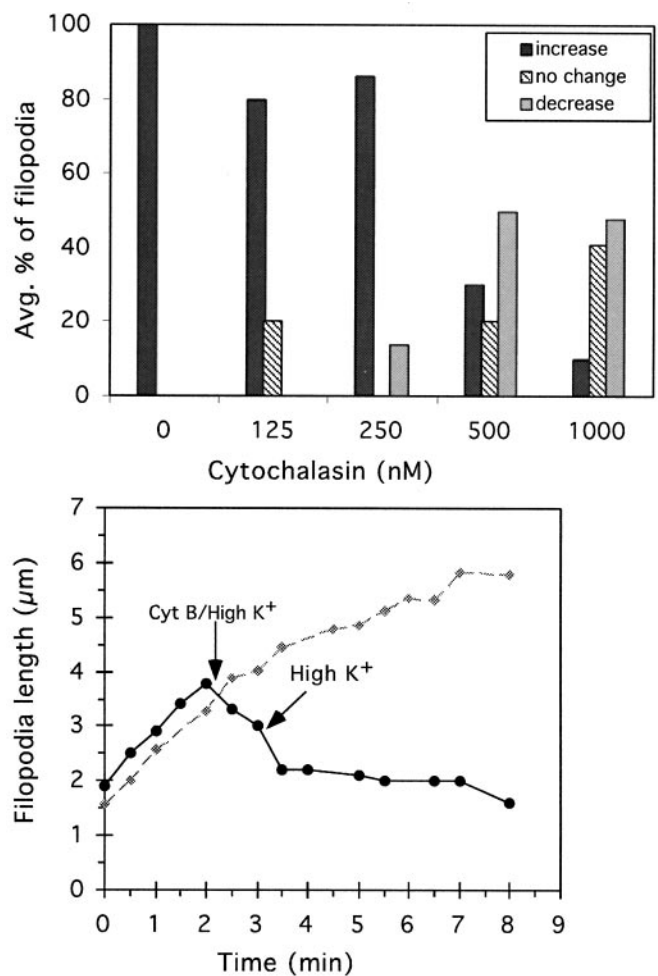 100
80
60
40
20
0
Avg. % of filopodia
increase
no change
decrease
0 125 250 500 1000
Cytochalasin (nM)
7
6
5
4
3
2
1
0
Filopodia length (µm)
Cyt B/High K⁺
High K⁺
0 1 2 3 4 5 6 7 8 9
Time (min)